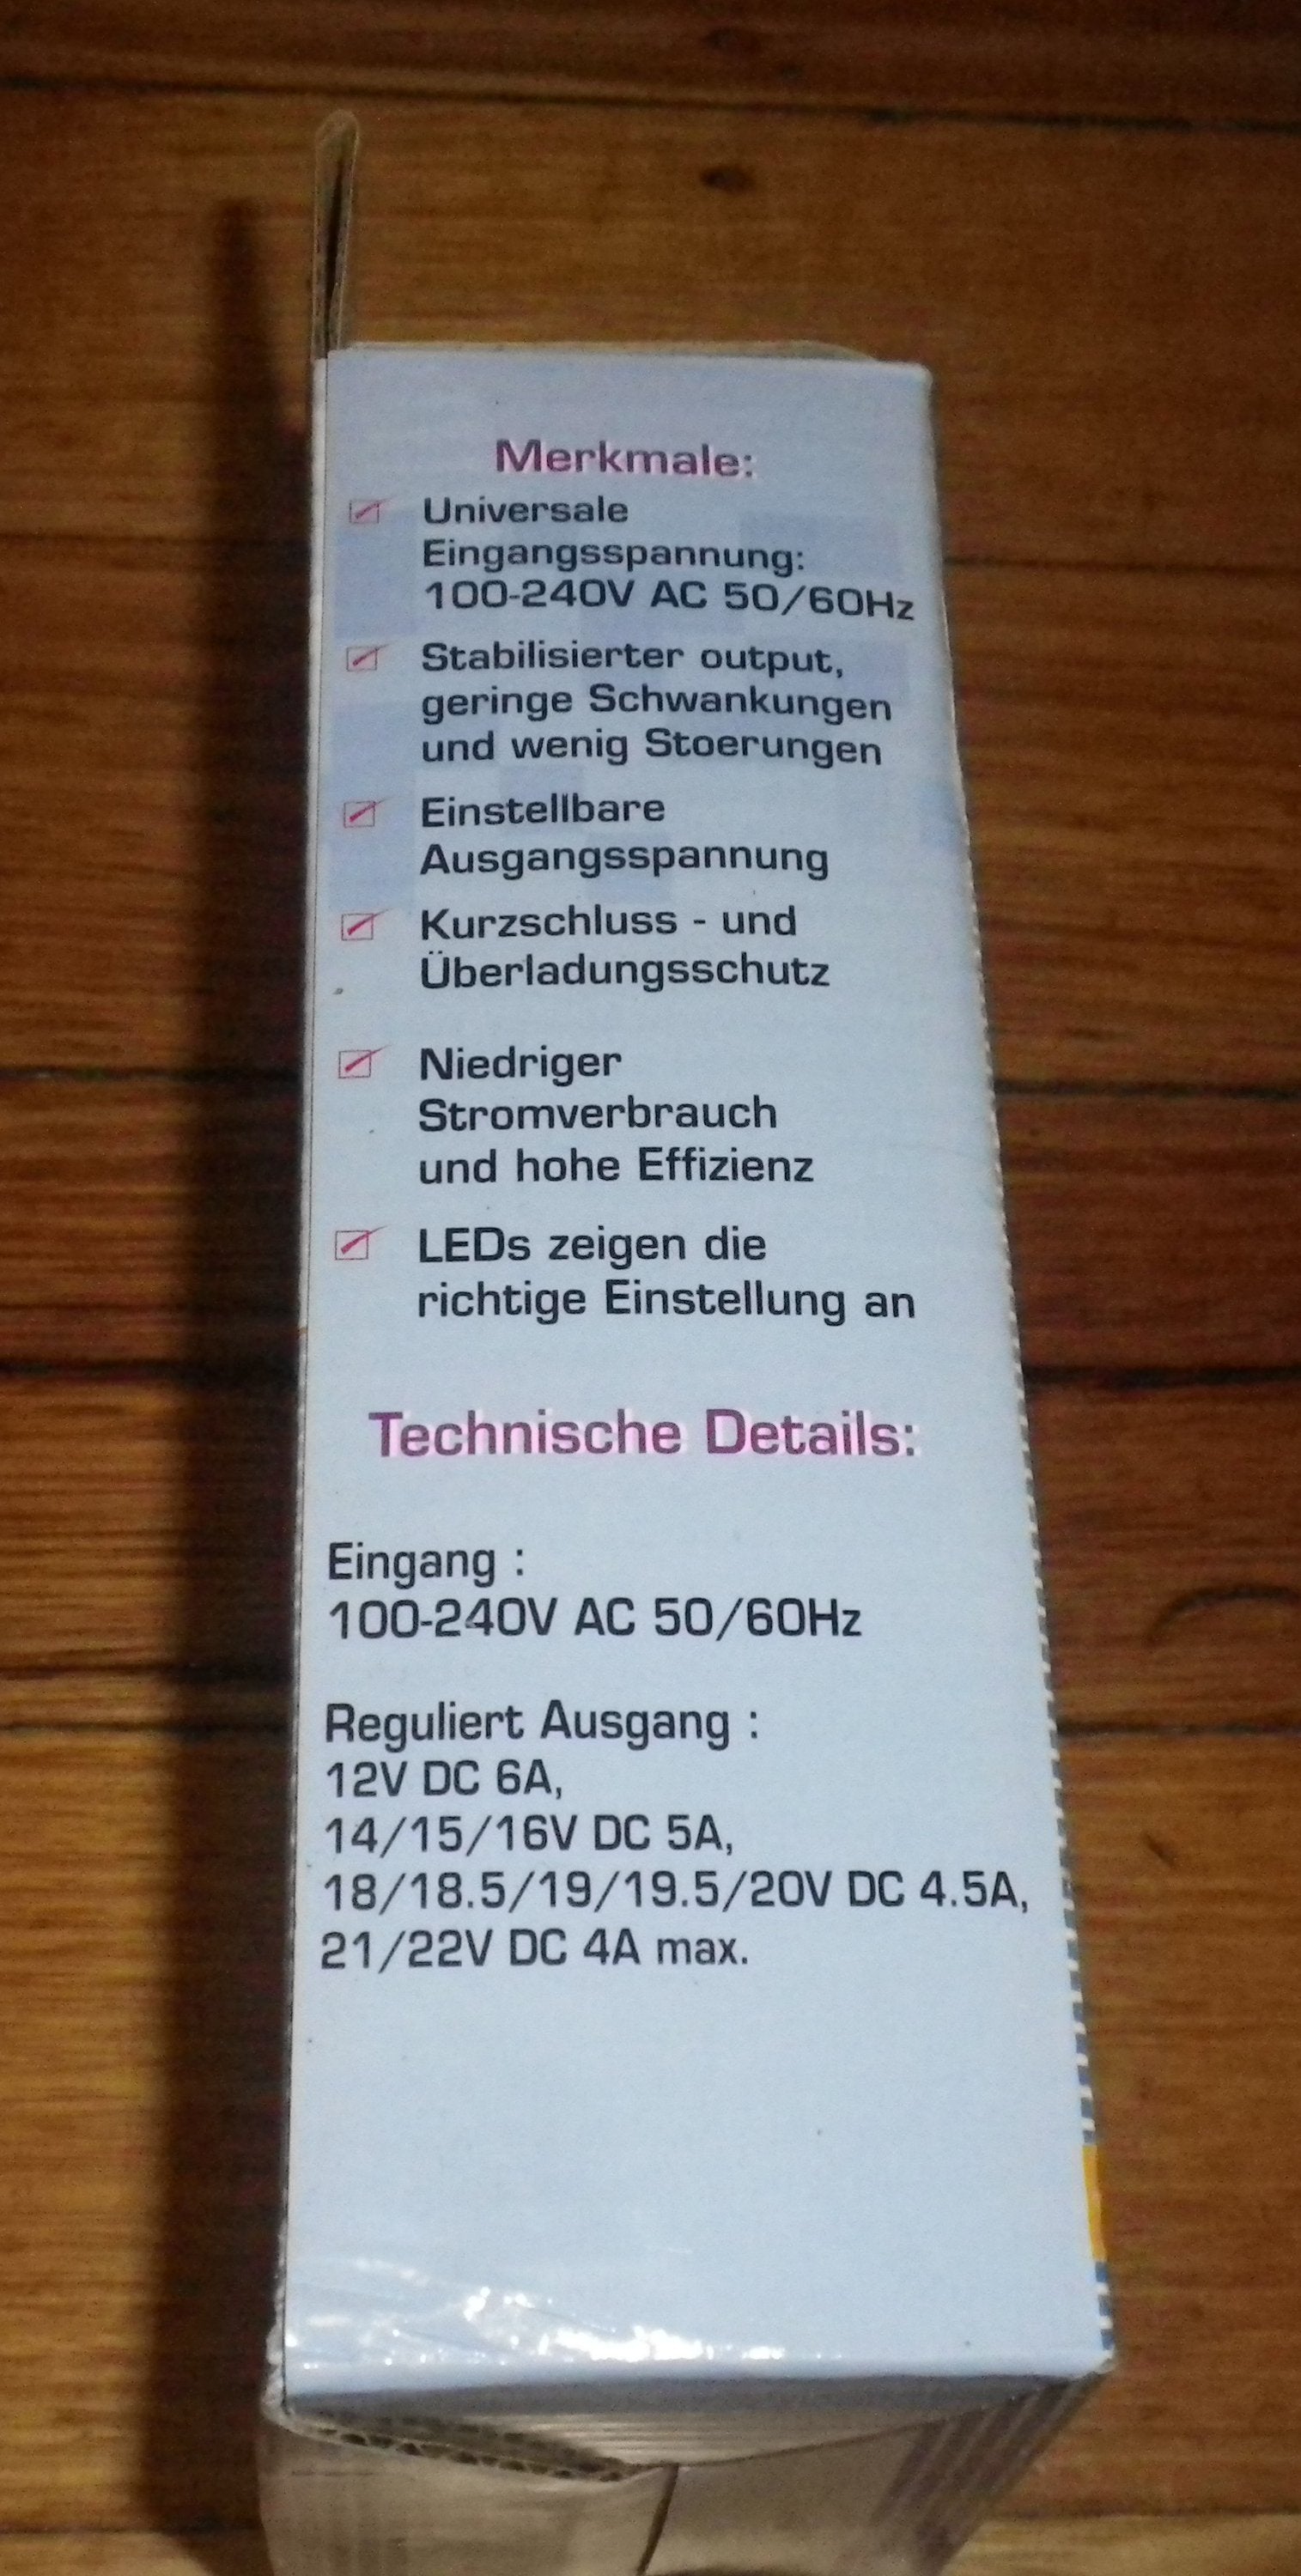 Merkmale:
Universale
Eingangsspannung:
100-240V AC 50/60Hz
Stabilisierter output,
geringe Schwankungen
und wenig Stoerungen
Einstellbare
Ausgangsspannung
Kurzschluss - und
Überladungsschutz
Niedriger
Stromverbrauch
und hohe Effizienz
LEDs zeigen die
richtige Einstellung an
Technische Details:
Eingang :
100-240V AC 50/60Hz
Reguliert Ausgang :
12V DC 6A,
14/15/16V DC 5A,
18/18.5/19/19.5/20V DC 4.5A,
21/22V DC 4A max.